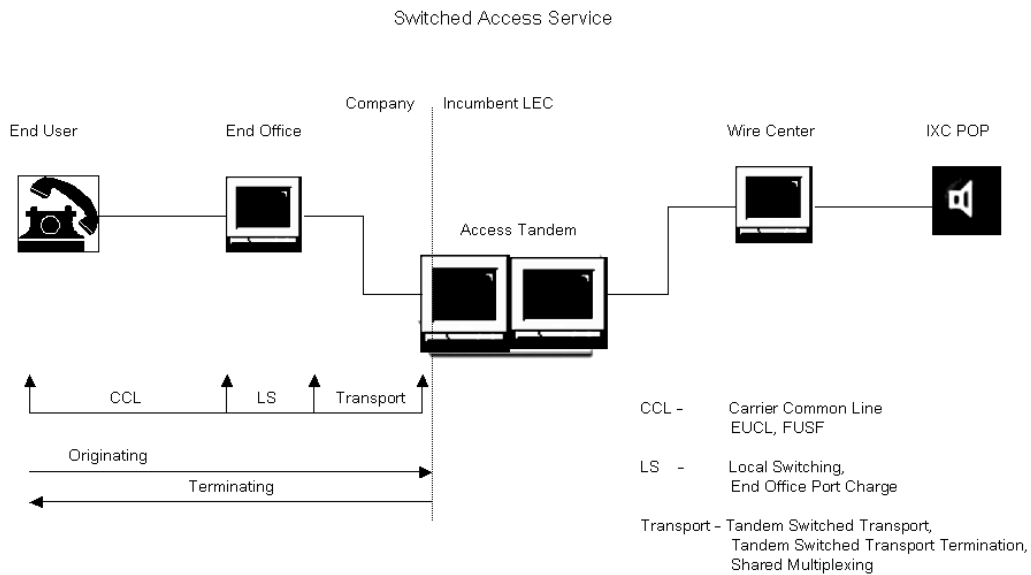 Switched Access Service
Company
Incumbent LEC
End User
End Office
Wire Center
IXC POP
Access Tandem
CCL
LS
Transport
CCL - Carrier Common Line
EUCL, FUSF
Originating
LS - Local Switching,
End Office Port Charge
Terminating
Transport - Tandem Switched Transport,
Tandem Switched Transport Termination,
Shared Multiplexing